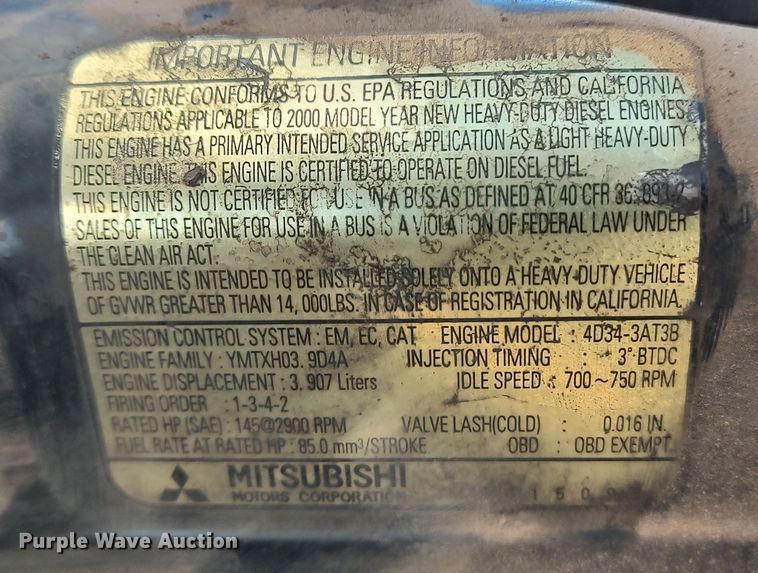 IMPORTANT ENGINE INFORMATION
THIS ENGINE CONFORMS TO U.S. EPA REGULATIONS AND CALIFORNIA
REGULATIONS APPLICABLE TO 2000 MODEL YEAR NEW HEAVY-DUTY DIESEL ENGINES
THIS ENGINE HAS A PRIMARY INTENDED SERVICE APPLICATION AS A LIGHT HEAVY-DUTY
DIESEL ENGINE. THIS ENGINE IS CERTIFIED TO OPERATE ON DIESEL FUEL.
THIS ENGINE IS NOT CERTIFIED FOR USE IN A BUS AS DEFINED AT 40 CFR
SALES OF THIS ENGINE FOR USE IN A BUS IS A VIOLATION OF FEDERAL LAW UNDER
THE CLEAN AIR ACT.
THIS ENGINE IS INTENDED TO BE INSTALLED SOLELY ONTO A HEAVY-DUTY VEHICLE
OF GVWR GREATER THAN 14, 000LBS. IN CASE OF REGISTRATION IN CALIFORNIA.
EMISSION CONTROL SYSTEM : EM, EC, CAT ENGINE MODEL : 4D34-3AT3B
ENGINE FAMILY : YMTXH03. 9D4A INJECTION TIMING : 3° BTDC
ENGINE DISPLACEMENT : 3. 907 Liters IDLE SPEED : 700~750 RPM
FIRING ORDER : 1-3-4-2
RATED HP (SAE) : 145@2900 RPM VALVE LASH(COLD) : 0.016 IN.
FUEL RATE AT RATED HP : 85.0 mm³/STROKE OBD : OBD EXEMPT
MITSUBISHI
MOTORS CORPORATION
Purple Wave Auction